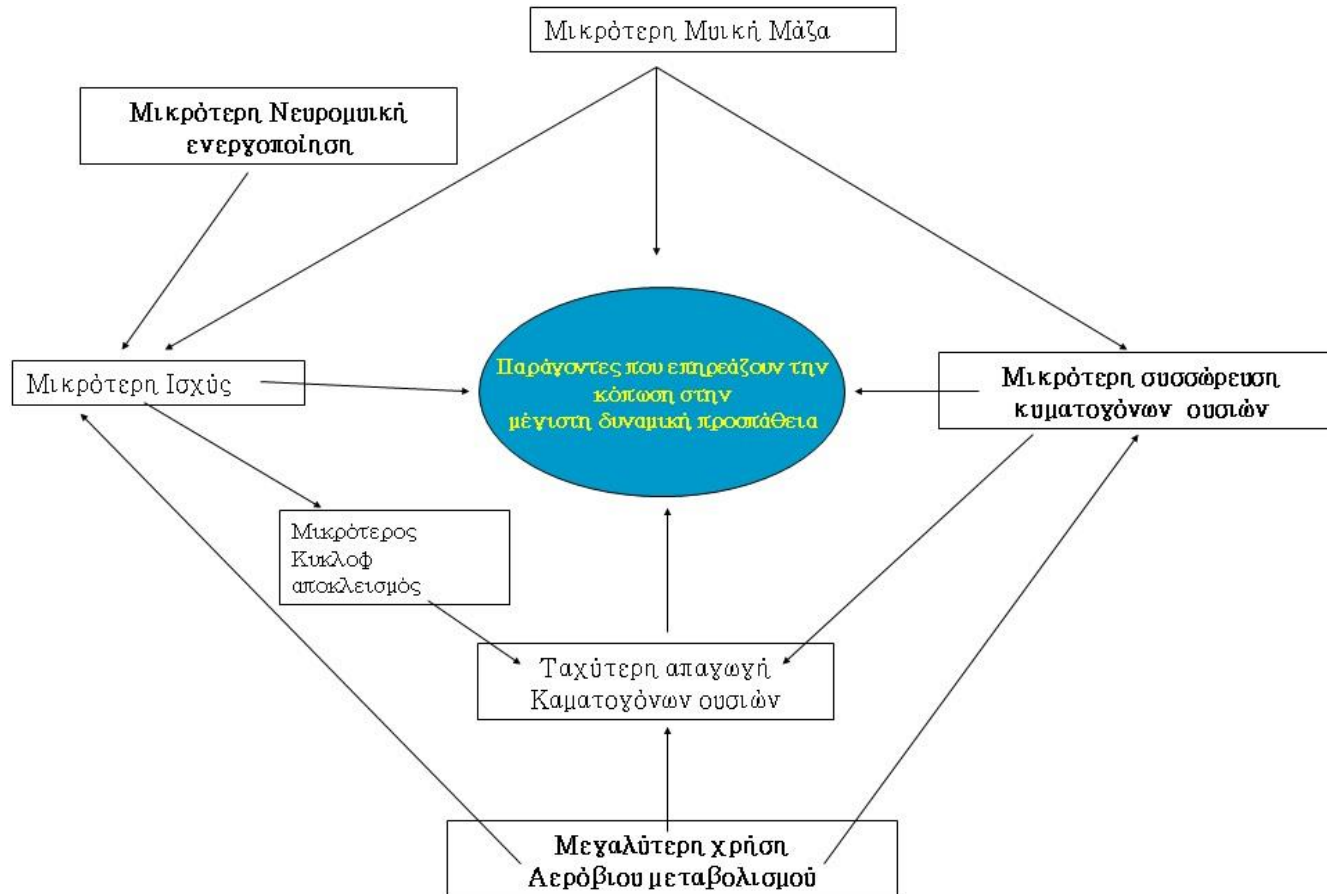 Μικρότερη Μυική Μάζα
Μικρότερη Νευρομυική
ενεργοποίηση
Παράγοντες που επηρεάζουν την
κόπωση στην
μέγιστη δυναμική προσπάθεια
Μικρότερη Ισχύς
Μικρότερη συσσώρευση
κυματογόνων ουσιών
Μικρότερος
Κυκλοφ
αποκλεισμός
Ταχύτερη απαγωγή
Καματογόνων ουσιών
Μεγαλύτερη χρήση
Αερόβιου μεταβολισμού